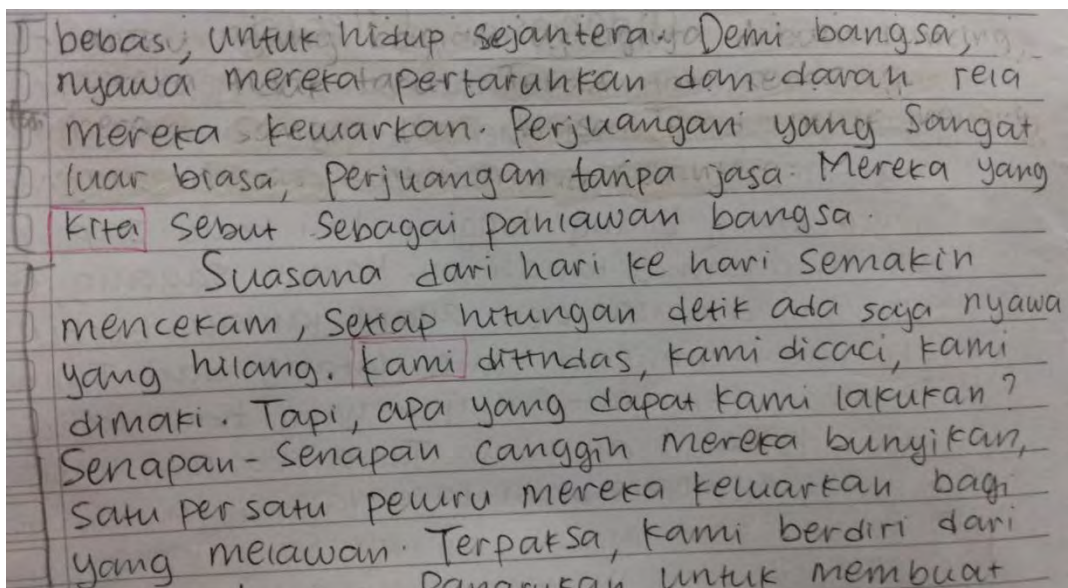 bebas, untuk hidup sejahtera. Demi bangsa,
nyawa mereka pertaruhkan dan darah rela
mereka keluarkan. Perjuangan yang Sangat
luar biasa, Perjuangan tanpa jasa. Mereka yang
kita sebut sebagai pahlawan bangsa.
Suasana dari hari ke hari semakin
mencekam, setiap hitungan detik ada saja nyawa
yang hilang. kami ditindas, kami dicaci, kami
dimaki. Tapi, apa yang dapat kami lakukan?
Senapan-senapan canggih mereka bunyikan,
satu per satu peluru mereka keluarkan bagi
yang melawan. Terpaksa, kami berdiri dari
untuk membuat